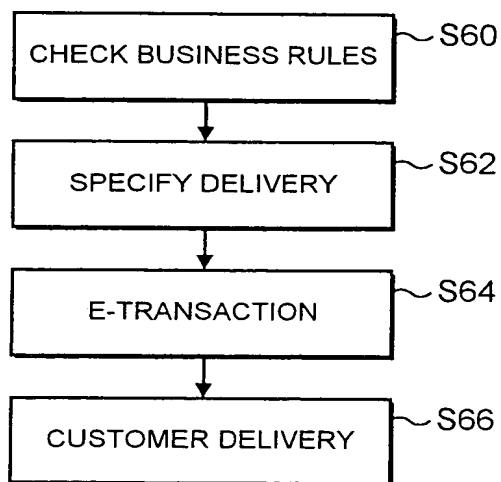 CHECK BUSINESS RULES
S60
SPECIFY DELIVERY
S62
E-TRANSACTION
S64
CUSTOMER DELIVERY
S66